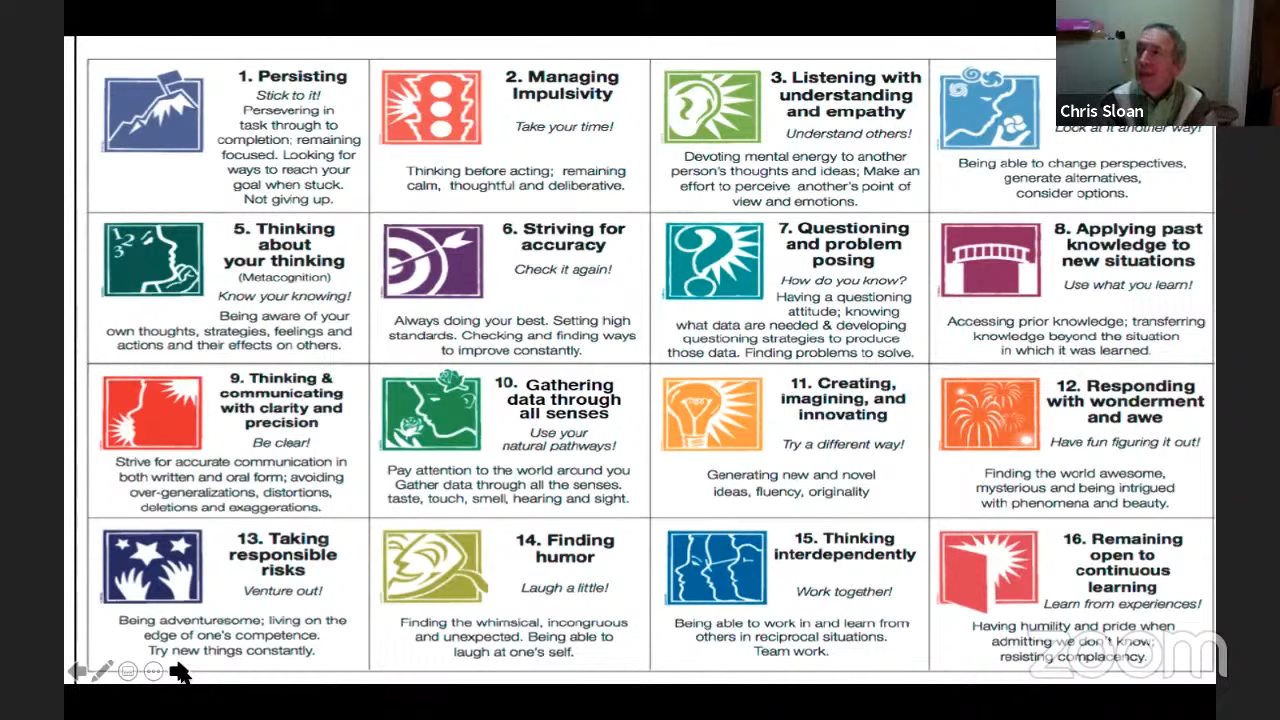 1. Persisting
Stick to it!
Persevering in
task through to
completion; remaining
focused. Looking for
ways to reach your
goal when stuck.
Not giving up.
2. Managing
Impulsivity
Take your time!
Thinking before acting; remaining
calm, thoughtful and deliberative.
3. Listening with
understanding
and empathy
Understand others!
Devoting mental energy to another
person's thoughts and ideas; Make an
effort to perceive another's point of
view and emotions.
Chris Sloan
Look at it another way!
Being able to change perspectives,
generate alternatives,
consider options.
1 2 3
5. Thinking
about
your thinking
(Metacognition)
Know your knowing!
Being aware of your
own thoughts, strategies, feelings and
actions and their effects on others.
6. Striving for
accuracy
Check it again!
Always doing your best. Setting high
standards. Checking and finding ways
to improve constantly.
?
7. Questioning
and problem
posing
How do you know?
Having a questioning
attitude; knowing
what data are needed & developing
questioning strategies to produce
those data. Finding problems to solve.
8. Applying past
knowledge to
new situations
Use what you learn!
Accessing prior knowledge; transferring
knowledge beyond the situation
in which it was learned.
9. Thinking &
communicating
with clarity and
precision
Be clear!
Strive for accurate communication in
both written and oral form; avoiding
over-generalizations, distortions,
deletions and exaggerations.
10. Gathering
data through
all senses
Use your
natural pathways!
Pay attention to the world around you
Gather data through all the senses.
taste, touch, smell, hearing and sight.
11. Creating,
imagining, and
innovating
Try a different way!
Generating new and novel
ideas, fluency, originality
12. Responding
with wonderment
and awe
Have fun figuring it out!
Finding the world awesome,
mysterious and being intrigued
with phenomena and beauty.
13. Taking
responsible
risks
Venture out!
Being adventuresome; living on the
edge of one's competence.
Try new things constantly.
14. Finding
humor
Laugh a little!
Finding the whimsical, incongruous
and unexpected. Being able to
laugh at one's self.
15. Thinking
interdependently
Work together!
Being able to work in and learn from
others in reciprocal situations.
Team work.
16. Remaining
open to
continuous
learning
Learn from experiences!
Having humility and pride when
admitting we don't know;
resisting complacency.
zoom